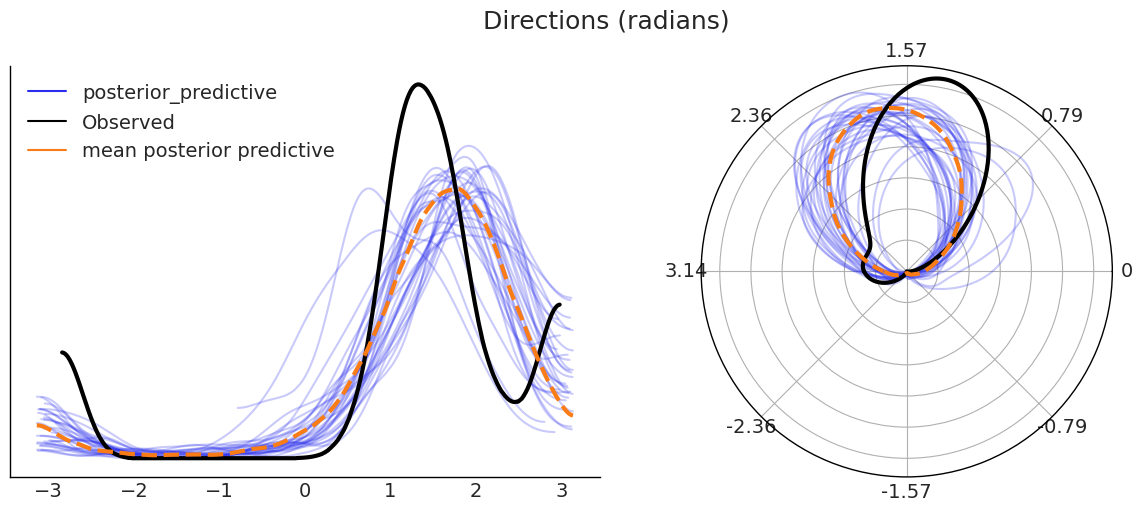 Directions (radians)
posterior_predictive
Observed
mean posterior predictive
−3 −2 −1 0 1 2 3
1.57
2.36 0.79
3.14 0
-2.36 -0.79
-1.57